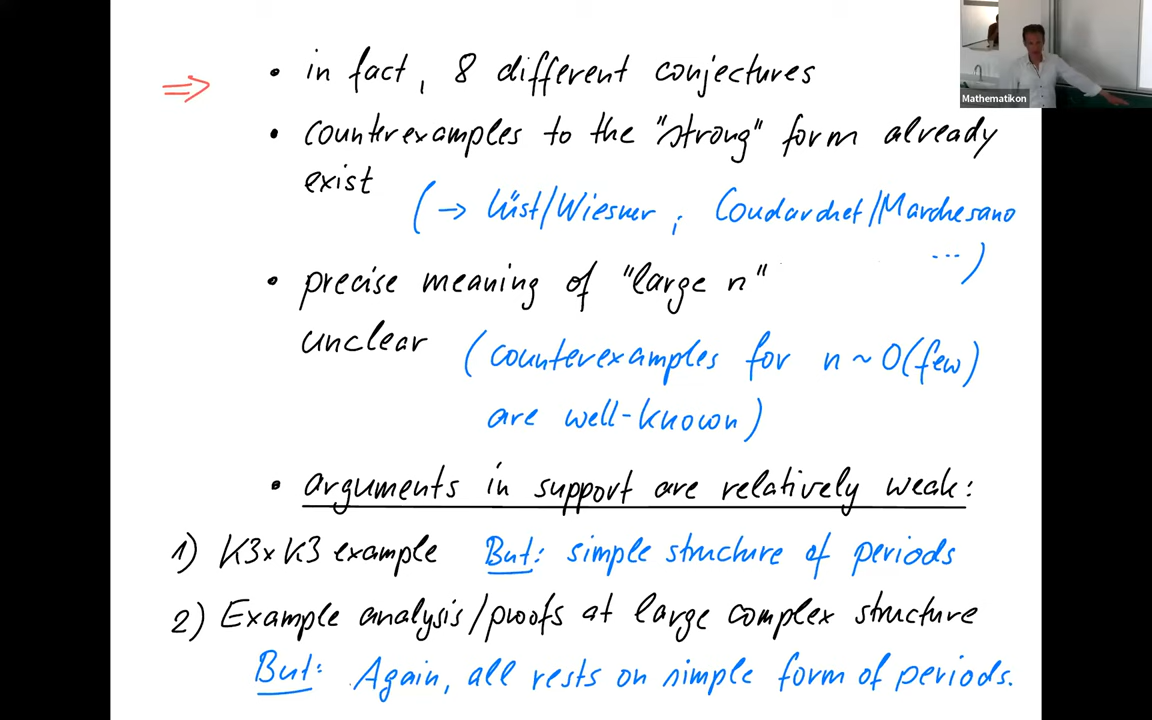 Mathematikon
⇒ • in fact, 8 different conjectures
• counterexamples to the "strong" form already
exist
(→ Lüst/Wiesner ; Coudarchet/Marchesano
...)
• precise meaning of "large n"
unclear
(counterexamples for n ~ O(few)
are well-known)
• arguments in support are relatively weak:
1) K3×K3 example But: simple structure of periods
2) Example analysis/proofs at large complex structure
But: Again, all rests on simple form of periods.